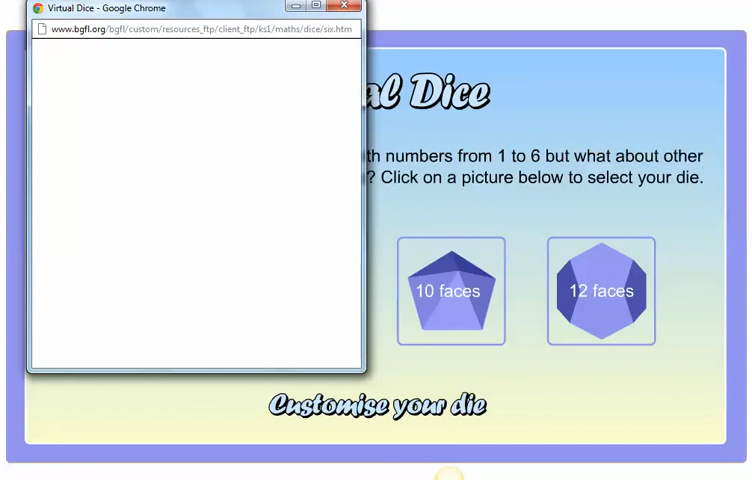 Virtual Dice - Google Chrome
www.bgfl.org/bgfl/custom/resources_ftp/client_ftp/ks1/maths/dice/six.htm
Dice
numbers from 1 to 6 but what about other
? Click on a picture below to select your die.
10 faces
12 faces
Customise your die